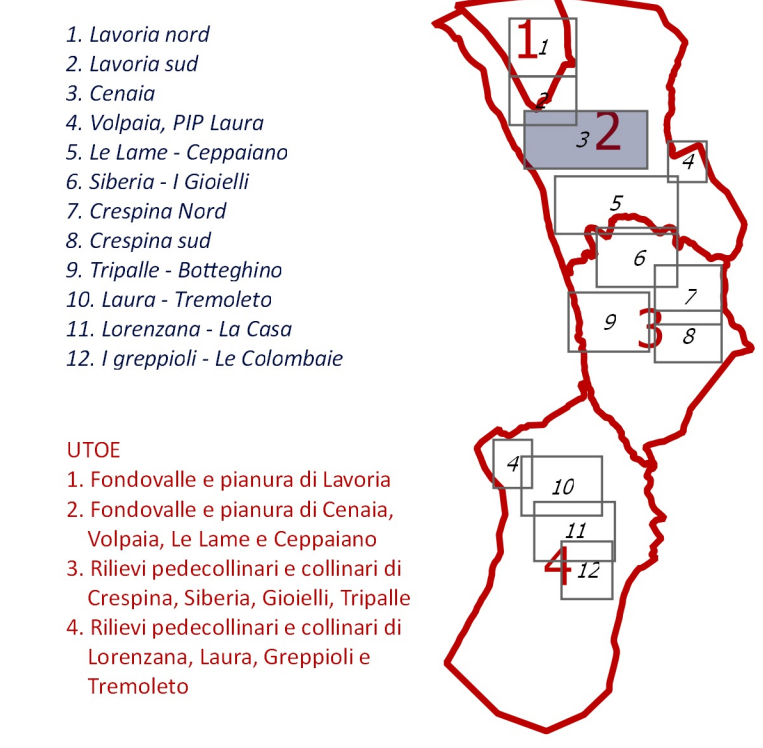 1. Lavoria nord
2. Lavoria sud
3. Cenaia
4. Volpaia, PIP Laura
5. Le Lame - Ceppaiano
6. Siberia - I Gioielli
7. Crespina Nord
8. Crespina sud
9. Tripalle - Botteghino
10. Laura - Tremoleto
11. Lorenzana - La Casa
12. I greppioli - Le Colombaie
UTOE
1. Fondovalle e pianura di Lavoria
2. Fondovalle e pianura di Cenaia,
Volpaia, Le Lame e Ceppaiano
3. Rilievi pedecollinari e collinari di
Crespina, Siberia, Gioielli, Tripalle
4. Rilievi pedecollinari e collinari di
Lorenzana, Laura, Greppioli e
Tremoleto
1 1
2
3 2
4
5
6
7
9 3 8
4
10
11
4 12